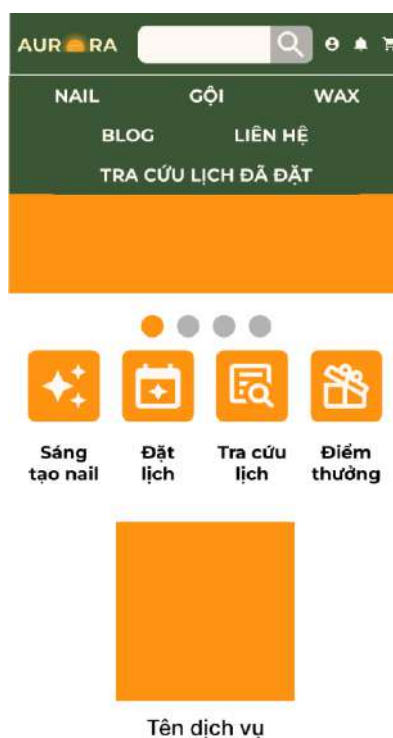 AURORA
NAIL GỘI WAX
BLOG LIÊN HỆ
TRA CỨU LỊCH ĐÃ ĐẶT
Sáng tạo nail
Đặt lịch
Tra cứu lịch
Điểm thưởng
Tên dịch vụ